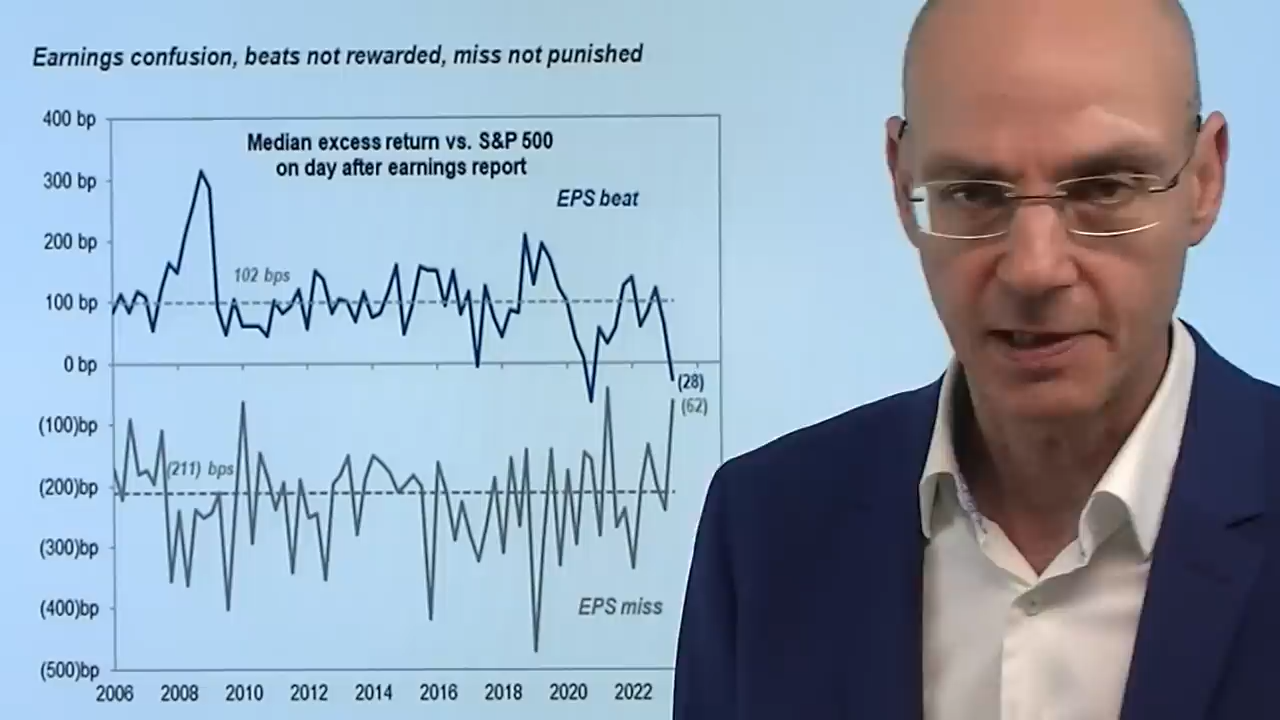 Earnings confusion, beats not rewarded, miss not punished
400 bp
Median excess return vs. S&P 500
on day after earnings report
300 bp
EPS beat
200 bp
102 bps
100 bp
0 bp
(28)
(62)
(100)bp
(211) bps
(200)bp
(300)bp
(400)bp
EPS miss
(500)bp
2006 2008 2010 2012 2014 2016 2018 2020 2022